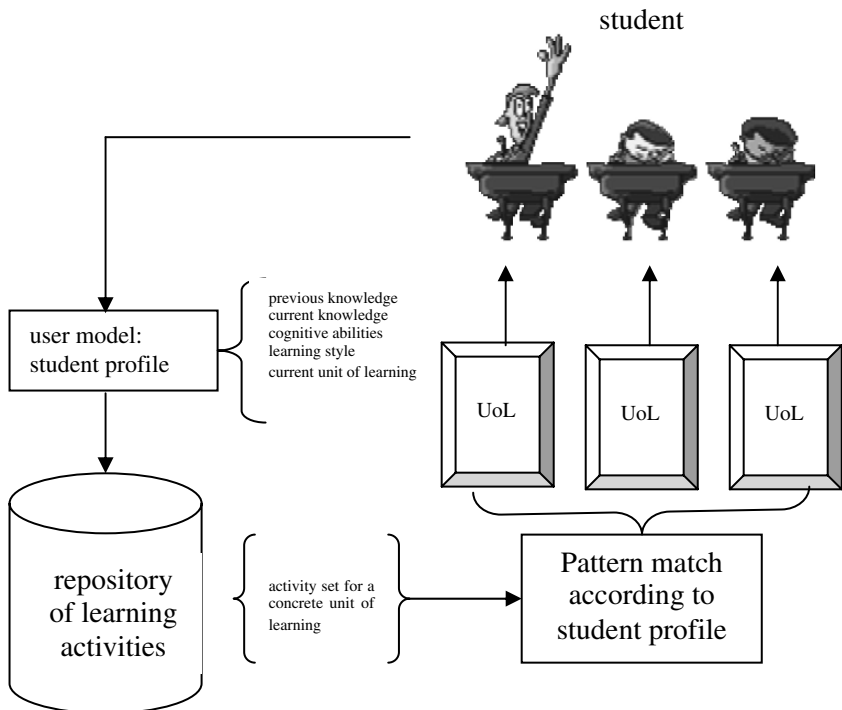 student
user model:
student profile
previous knowledge
current knowledge
cognitive abilities
learning style
current unit of learning
UoL
UoL
UoL
repository
of learning
activities
activity set for a
concrete unit of
learning
Pattern match
according to
student profile